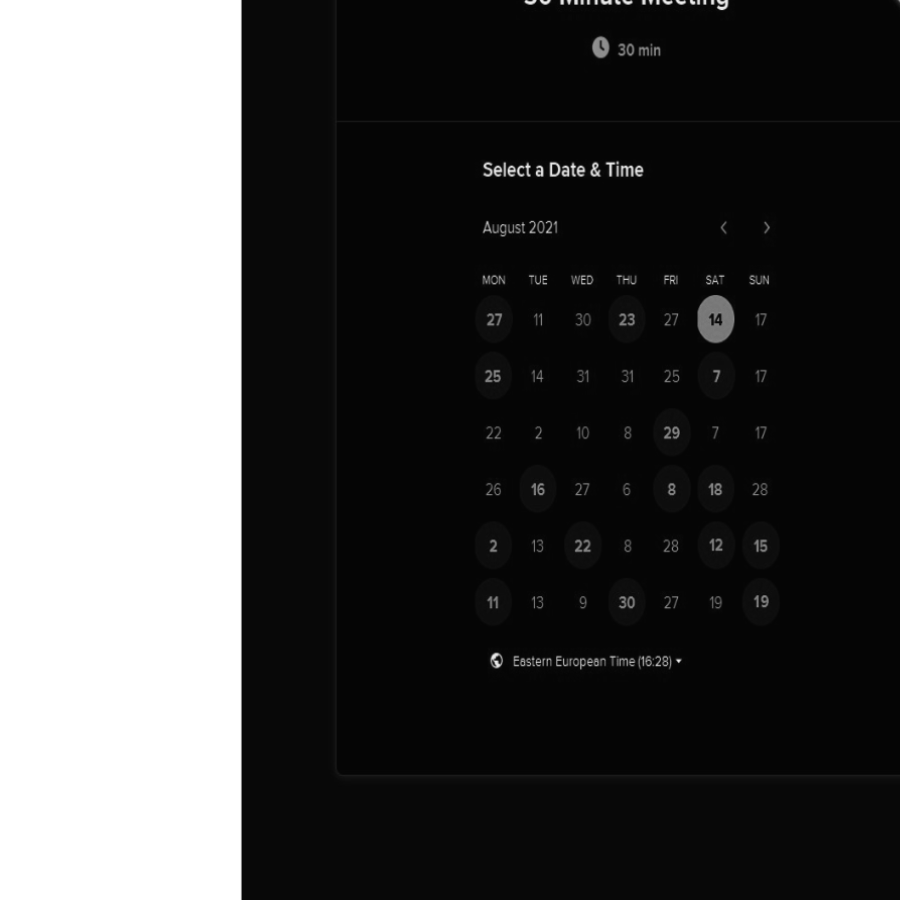 30 Minute Meeting
30 min
Select a Date & Time
August 2021
MON TUE WED THU FRI SAT SUN
27 11 30 23 27 14 17
25 14 31 31 25 7 17
22 2 10 8 29 7 17
26 16 27 6 8 18 28
2 13 22 8 28 12 15
11 13 9 30 27 19 19
Eastern European Time (16:28)